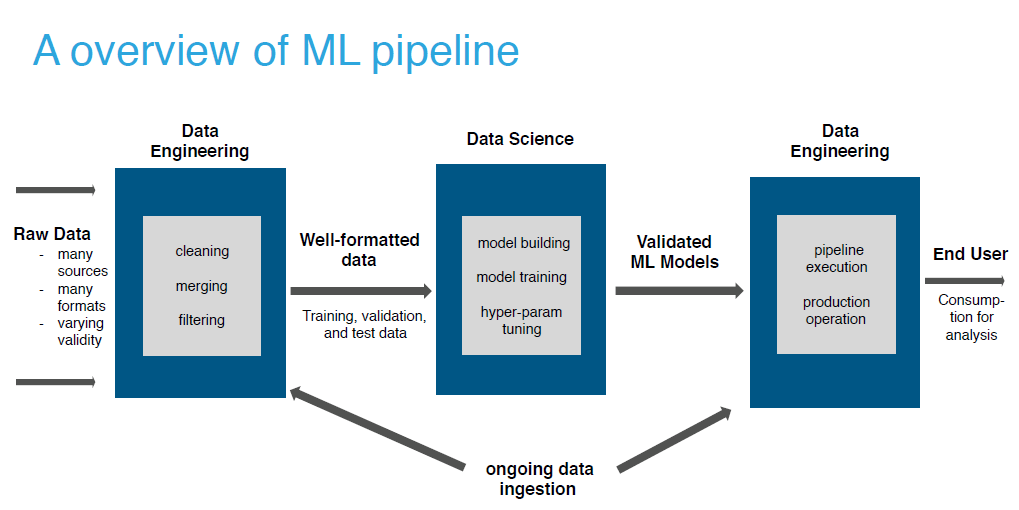 A overview of ML pipeline
Data
Engineering
Data Science
Data
Engineering
Raw Data
- many
sources
- many
formats
- varying
validity
cleaning
merging
filtering
Well-formatted
data
Training, validation,
and test data
model building
model training
hyper-param
tuning
Validated
ML Models
pipeline
execution
production
operation
End User
Consump-
tion for
analysis
ongoing data
ingestion